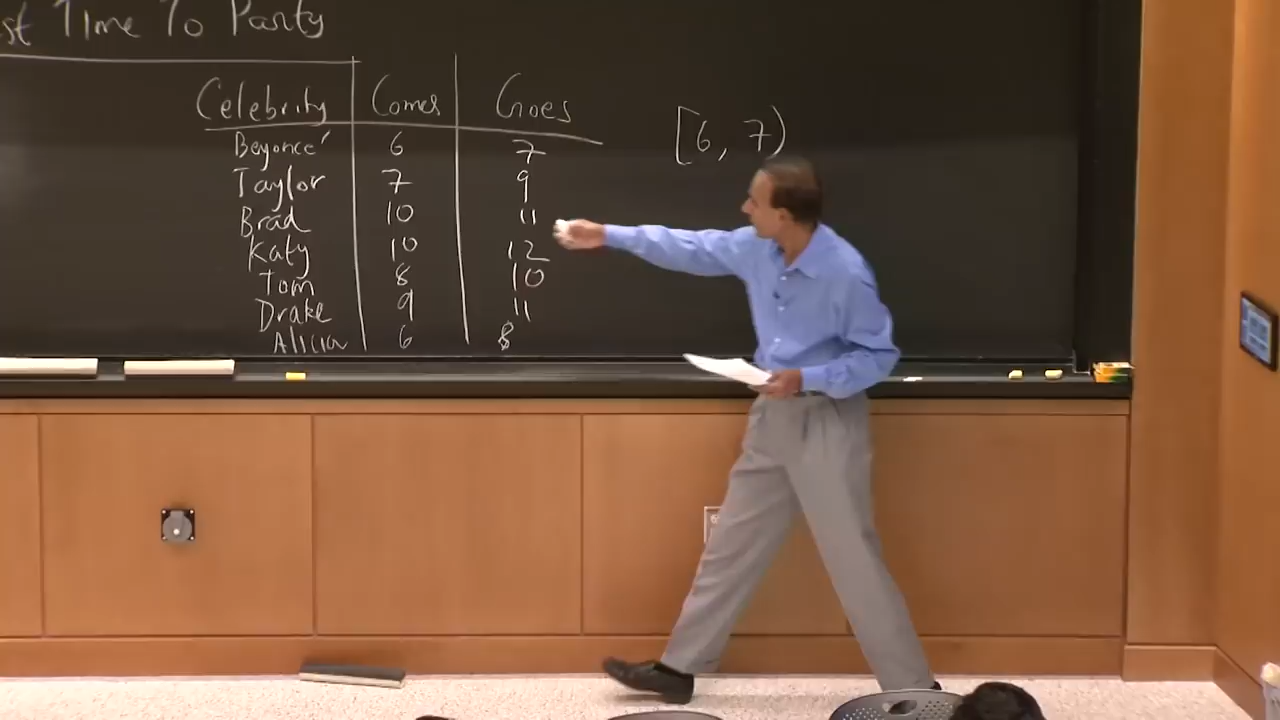 st Time To Party
Celebrity Comes Goes
Beyoncé 6 7
Taylor 7 9
Brad 10 11
Katy 10 12
Tom 8 10
Drake 9 11
Alicia 6 8
[6, 7)